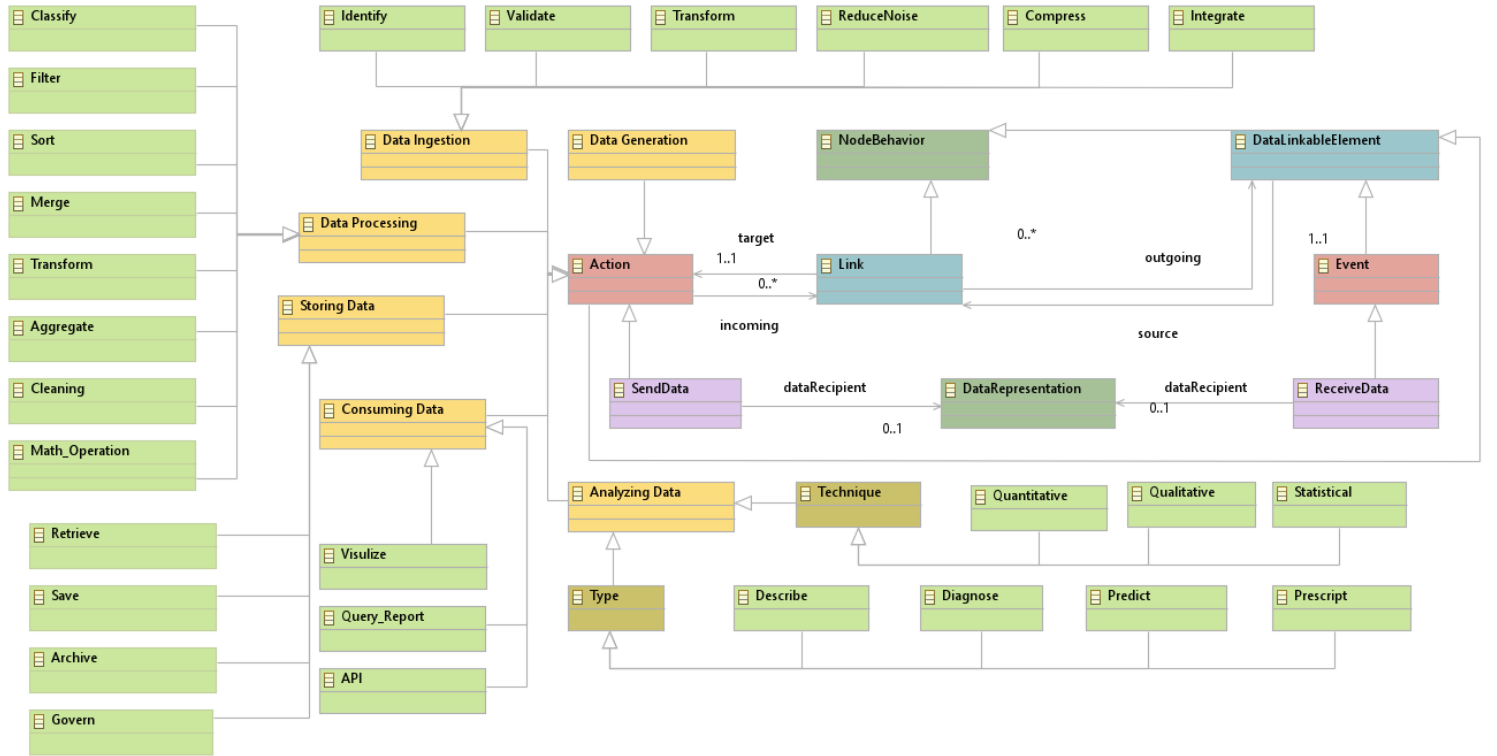 Classify
Identify
Validate
Transform
ReduceNoise
Compress
Integrate
Filter
Sort
Data Ingestion
Data Generation
NodeBehavior
DataLinkableElement
Merge
Data Processing
target
0..*
1..1
outgoing
1..1
Transform
Action
Link
Event
0..*
Storing Data
Aggregate
incoming
source
Cleaning
SendData
dataRecipient
DataRepresentation
dataRecipient
ReceiveData
0..1
Consuming Data
0..1
Math_Operation
Analyzing Data
Technique
Quantitative
Qualitative
Statistical
Retrieve
Visulize
Save
Type
Describe
Diagnose
Predict
Prescript
Query_Report
Archive
API
Govern